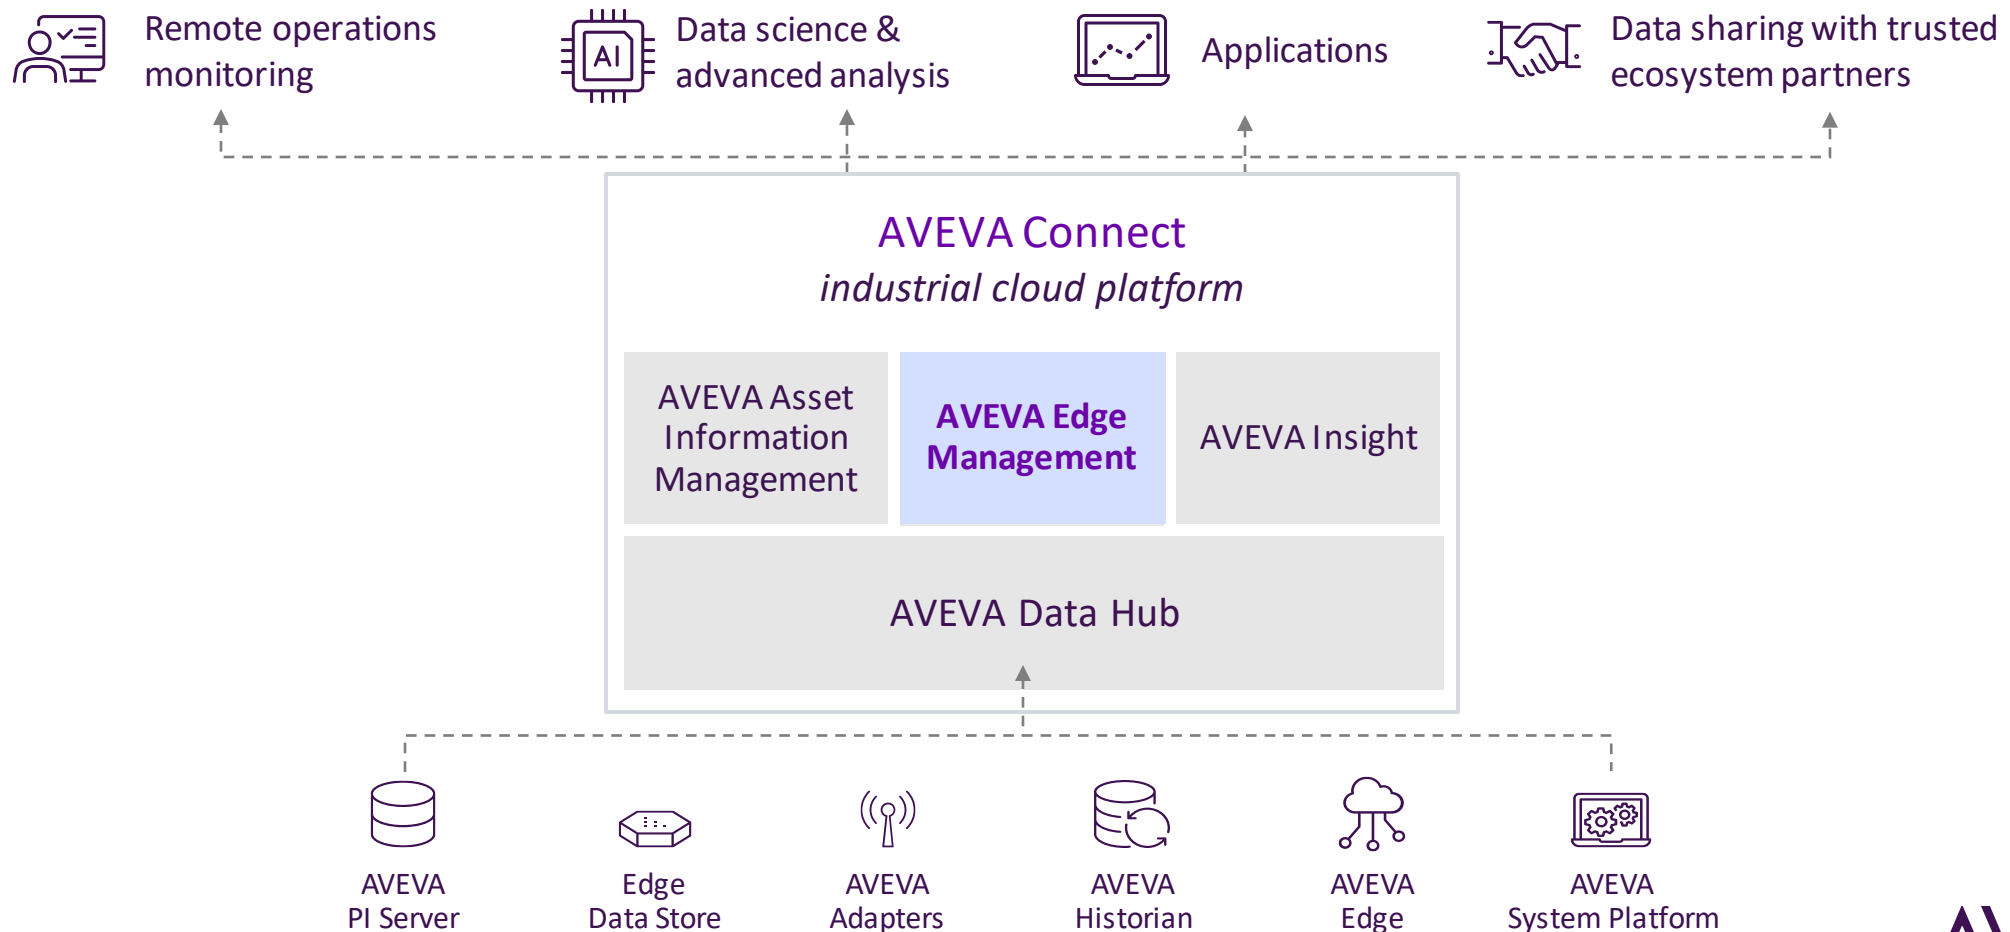 Remote operations
monitoring
AI
Data science &
advanced analysis
Applications
Data sharing with trusted
ecosystem partners
AVEVA Connect
industrial cloud platform
AVEVA Asset
Information
Management
AVEVA Edge
Management
AVEVA Insight
AVEVA Data Hub
AVEVA
PI Server
Edge
Data Store
AVEVA
Adapters
AVEVA
Historian
AVEVA
Edge
AVEVA
System Platform